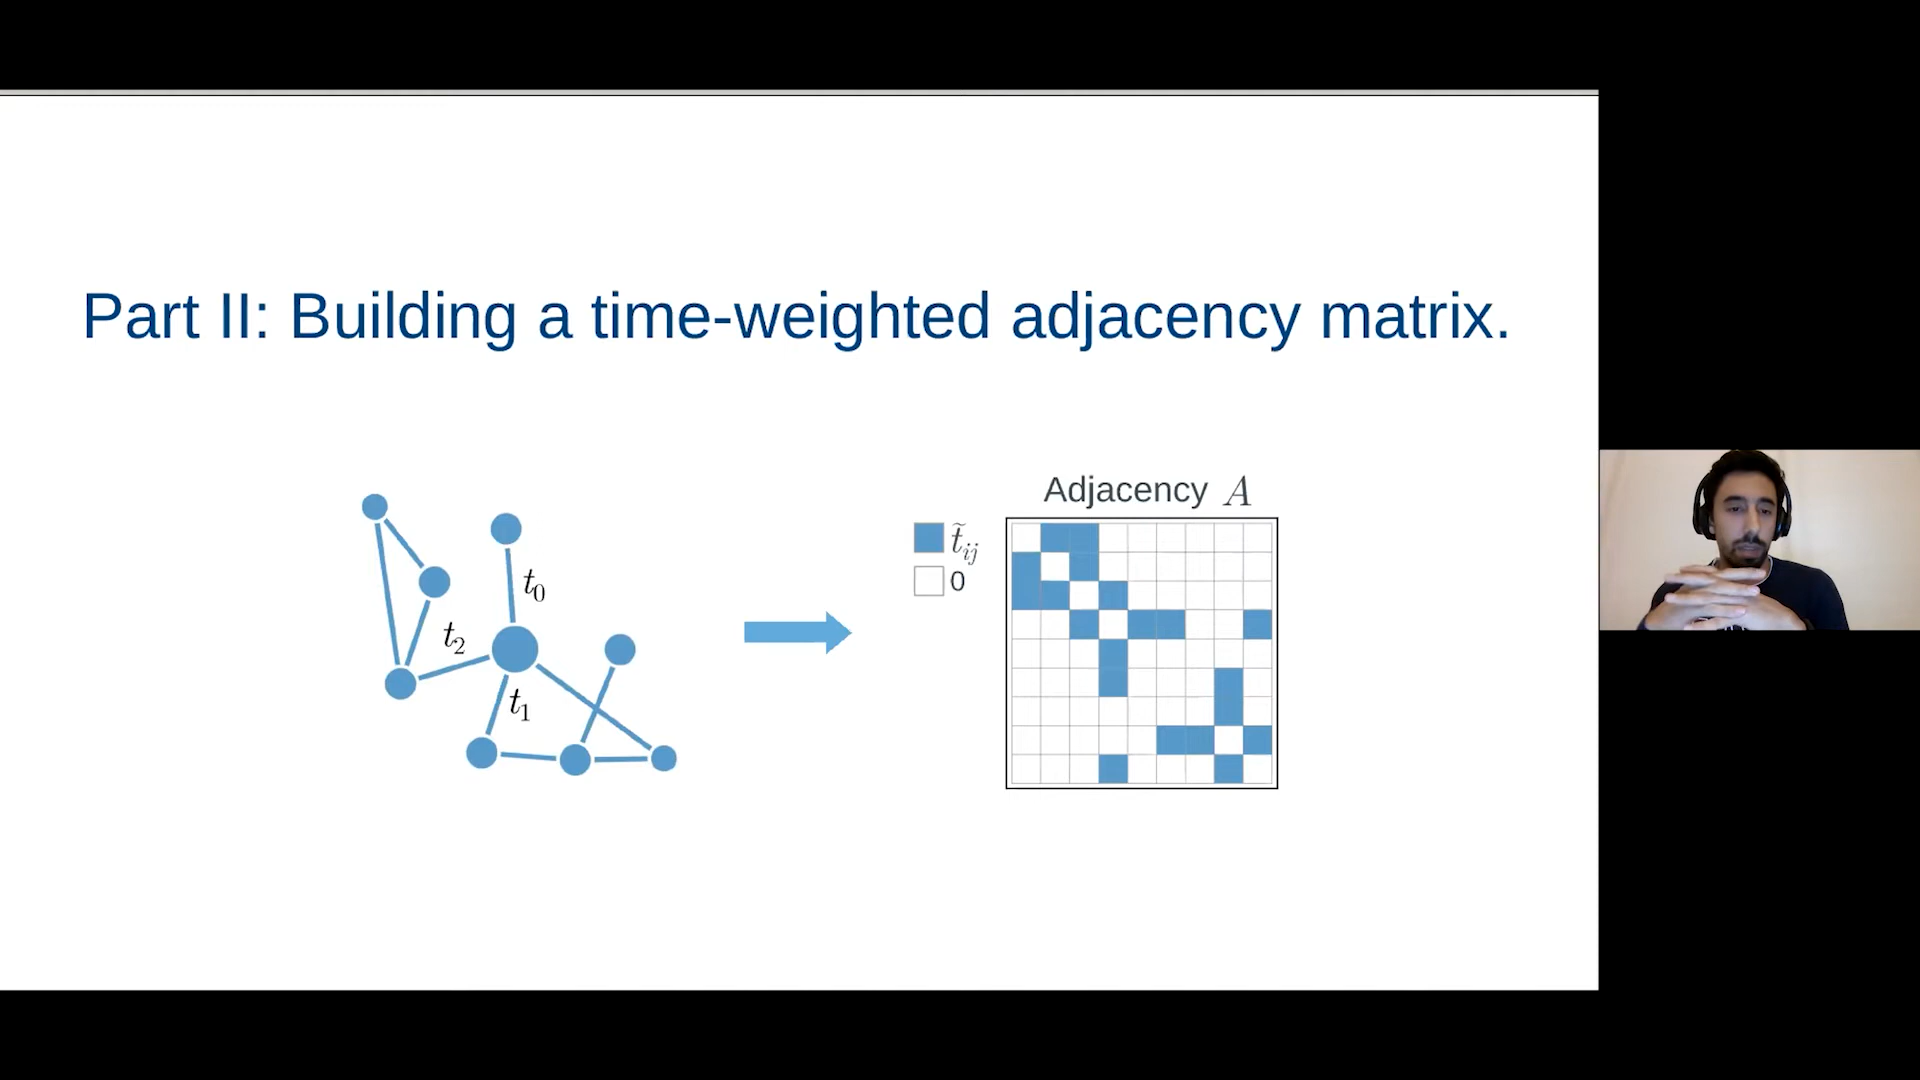 Part II: Building a time-weighted adjacency matrix.
Adjacency A
t₀
t₂
t₁
t̃ᵢⱼ
0